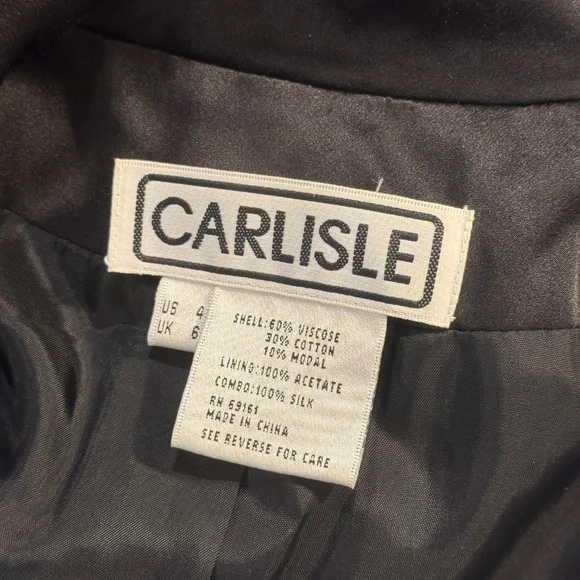 CARLISLE
US 4
UK 6
SHELL:60% VISCOSE
30% COTTON
10% MODAL
LINING:100% ACETATE
COMBO:100% SILK
RN 69161
MADE IN CHINA
SEE REVERSE FOR CARE